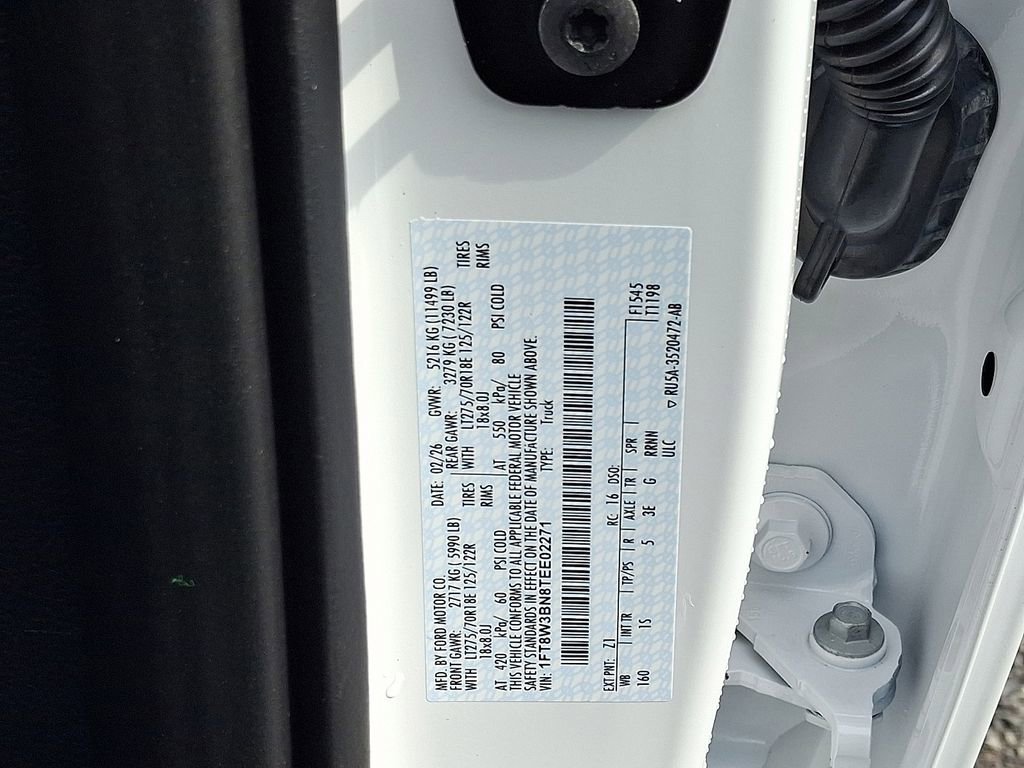 MFD. BY FORD MOTOR CO. DATE: 02/26 GVWR: 5216 KG (11499 LB)
FRONT GAWR: 2717 KG ( 5990 LB) REAR GAWR: 3279 KG ( 7230 LB)
WITH LT275/70R18E 125/122R TIRES WITH LT275/70R18E 125/122R TIRES
18x8.0J RIMS 18x8.0J RIMS
AT 420 kPa/ 60 PSI COLD AT 550 kPa/ 80 PSI COLD
THIS VEHICLE CONFORMS TO ALL APPLICABLE FEDERAL MOTOR VEHICLE
SAFETY STANDARDS IN EFFECT ON THE DATE OF MANUFACTURE SHOWN ABOVE.
VIN: 1FT8W3BN8TEE02271 TYPE: Truck
EXT PNT: Z1 RC: 16 DSO:
WB INT TR TP/PS R AXLE TR SPR F1545
160 1S 5 3E G RRNN T1198
ULC RU5A-3520472-AB